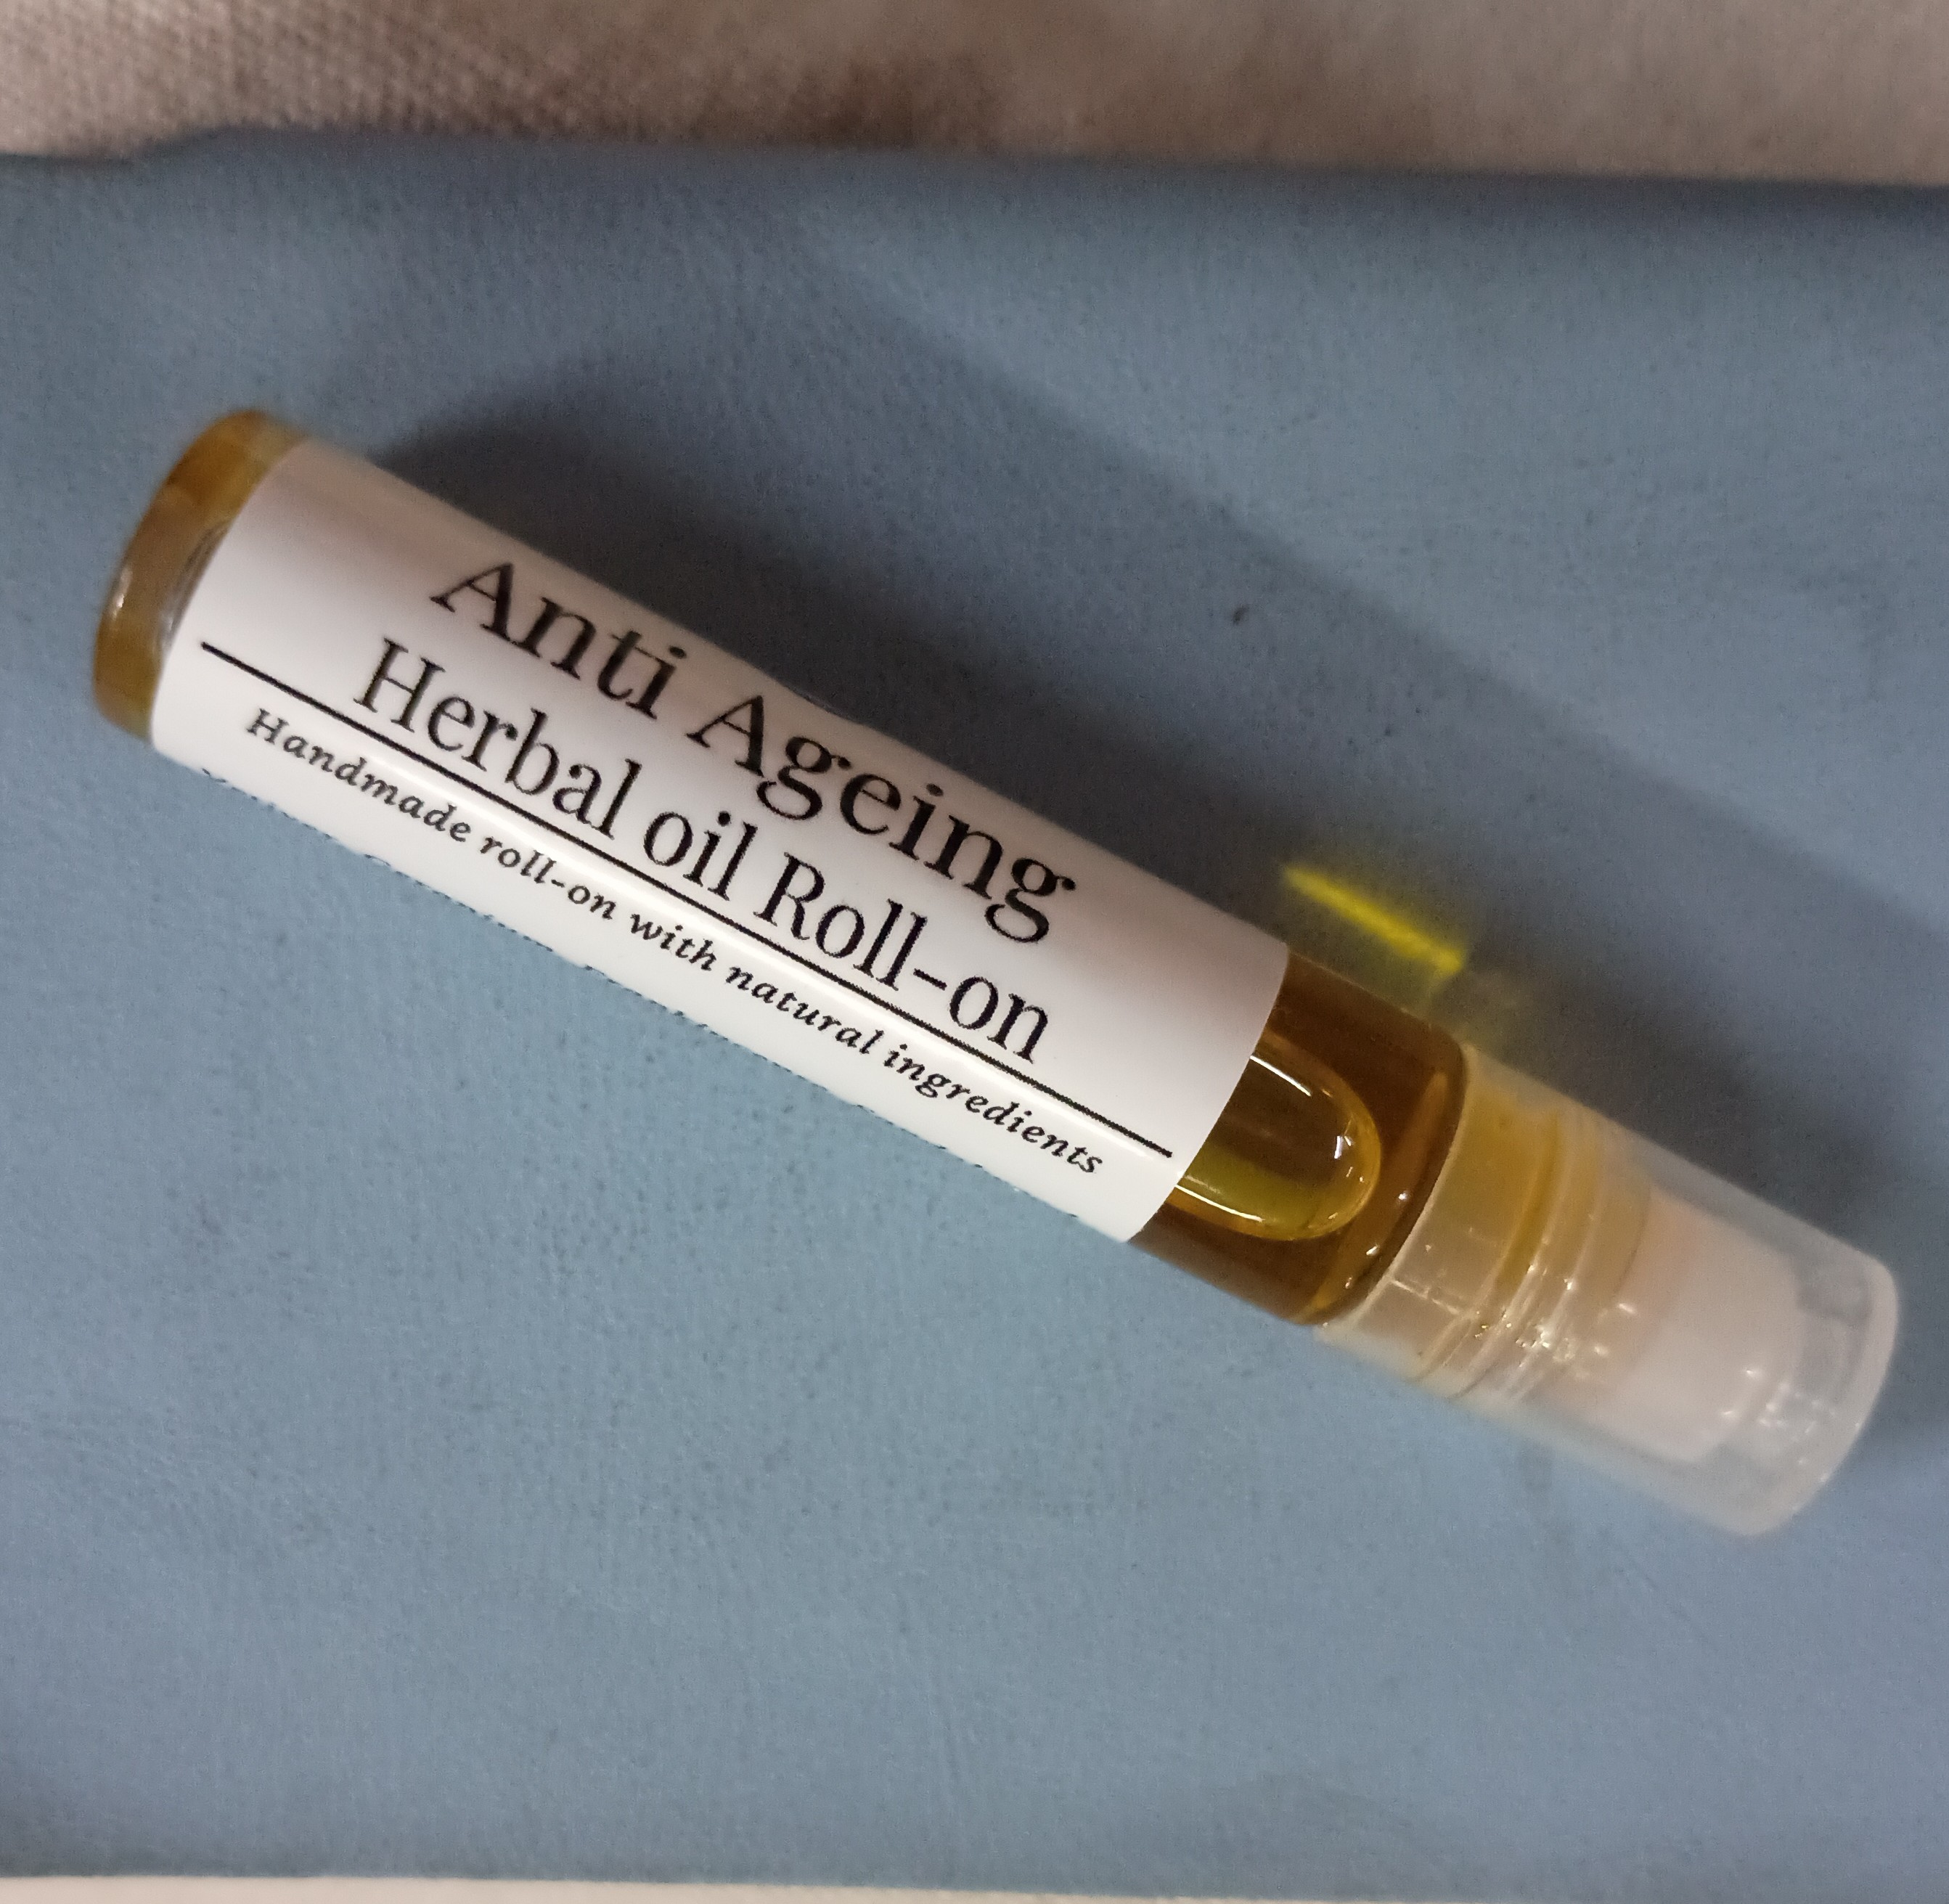 Anti Ageing
Herbal oil Roll-on
Handmade roll-on with natural ingredients